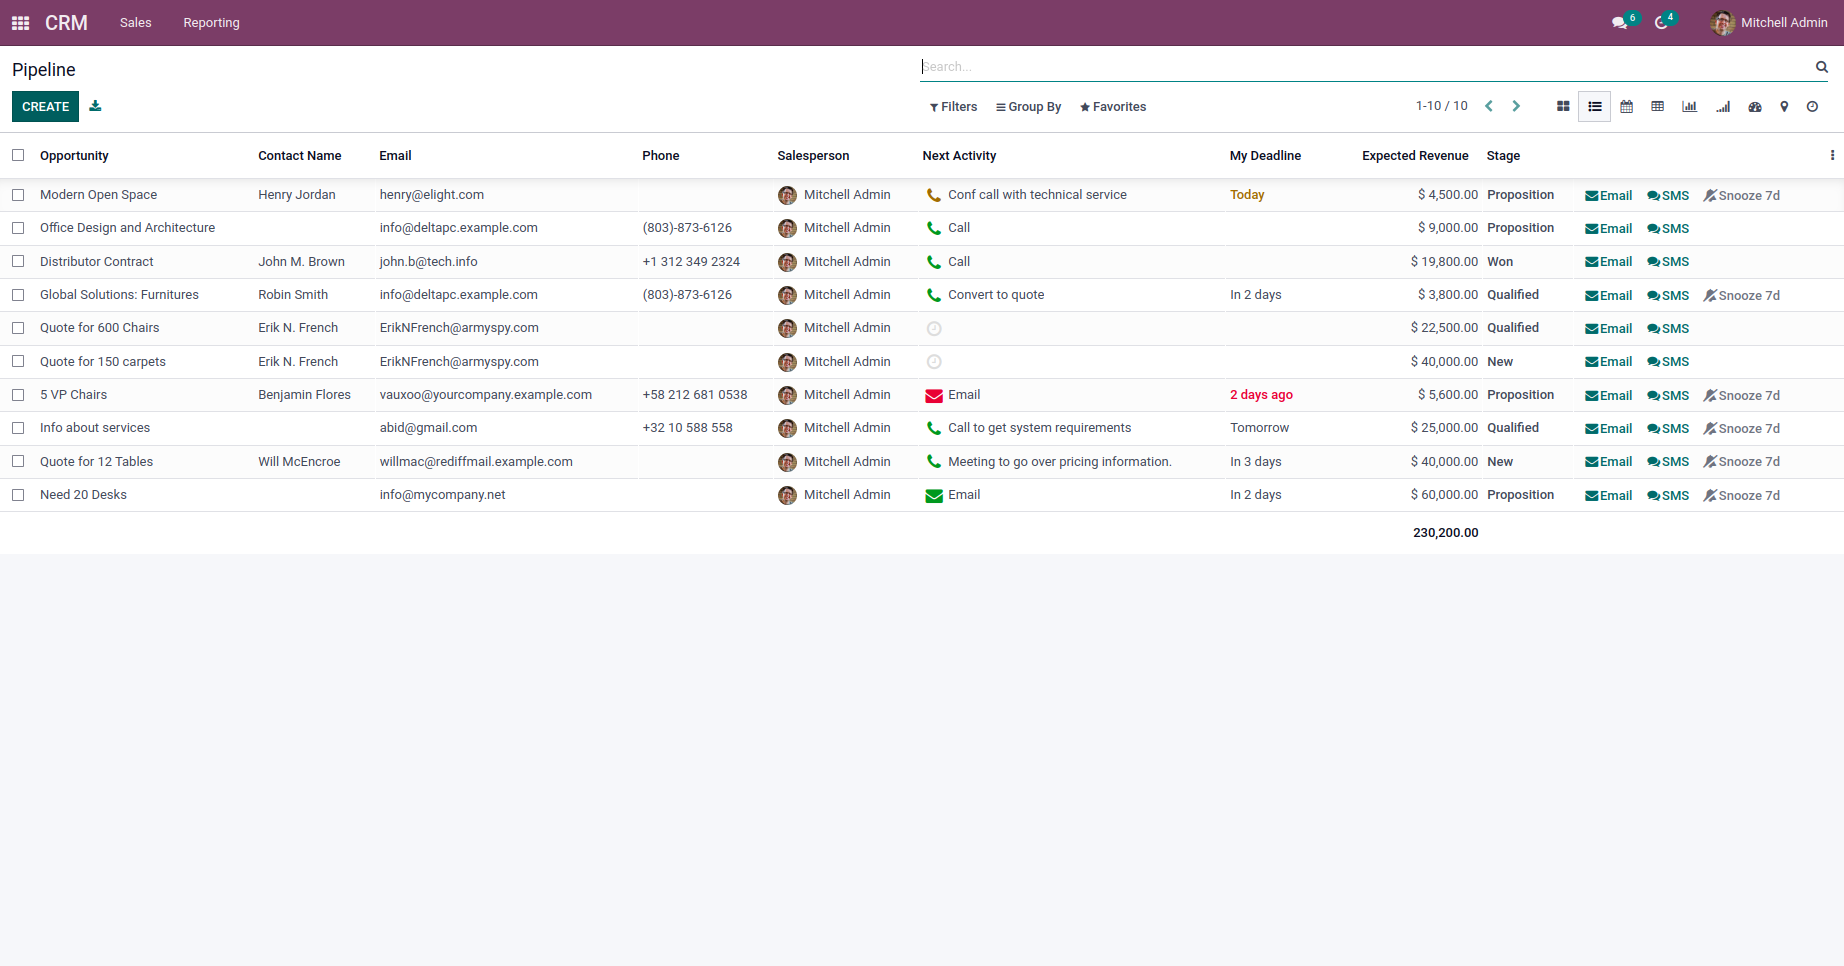 CRM Sales Reporting 6 4 Mitchell Admin
Pipeline Search...
CREATE Filters Group By Favorites 1-10 / 10
Opportunity Contact Name Email Phone Salesperson Next Activity My Deadline Expected Revenue Stage
Modern Open Space Henry Jordan henry@elight.com Mitchell Admin Conf call with technical service Today $ 4,500.00 Proposition Email SMS Snooze 7d
Office Design and Architecture info@deltapc.example.com (803)-873-6126 Mitchell Admin Call $ 9,000.00 Proposition Email SMS
Distributor Contract John M. Brown john.b@tech.info +1 312 349 2324 Mitchell Admin Call $ 19,800.00 Won Email SMS
Global Solutions: Furnitures Robin Smith info@deltapc.example.com (803)-873-6126 Mitchell Admin Convert to quote In 2 days $ 3,800.00 Qualified Email SMS Snooze 7d
Quote for 600 Chairs Erik N. French ErikNFrench@armyspy.com Mitchell Admin $ 22,500.00 Qualified Email SMS
Quote for 150 carpets Erik N. French ErikNFrench@armyspy.com Mitchell Admin $ 40,000.00 New Email SMS
5 VP Chairs Benjamin Flores vauxoo@yourcompany.example.com +58 212 681 0538 Mitchell Admin Email 2 days ago $ 5,600.00 Proposition Email SMS Snooze 7d
Info about services abid@gmail.com +32 10 588 558 Mitchell Admin Call to get system requirements Tomorrow $ 25,000.00 Qualified Email SMS Snooze 7d
Quote for 12 Tables Will McEncroe willmac@rediffmail.example.com Mitchell Admin Meeting to go over pricing information. In 3 days $ 40,000.00 New Email SMS Snooze 7d
Need 20 Desks info@mycompany.net Mitchell Admin Email In 2 days $ 60,000.00 Proposition Email SMS Snooze 7d
230,200.00